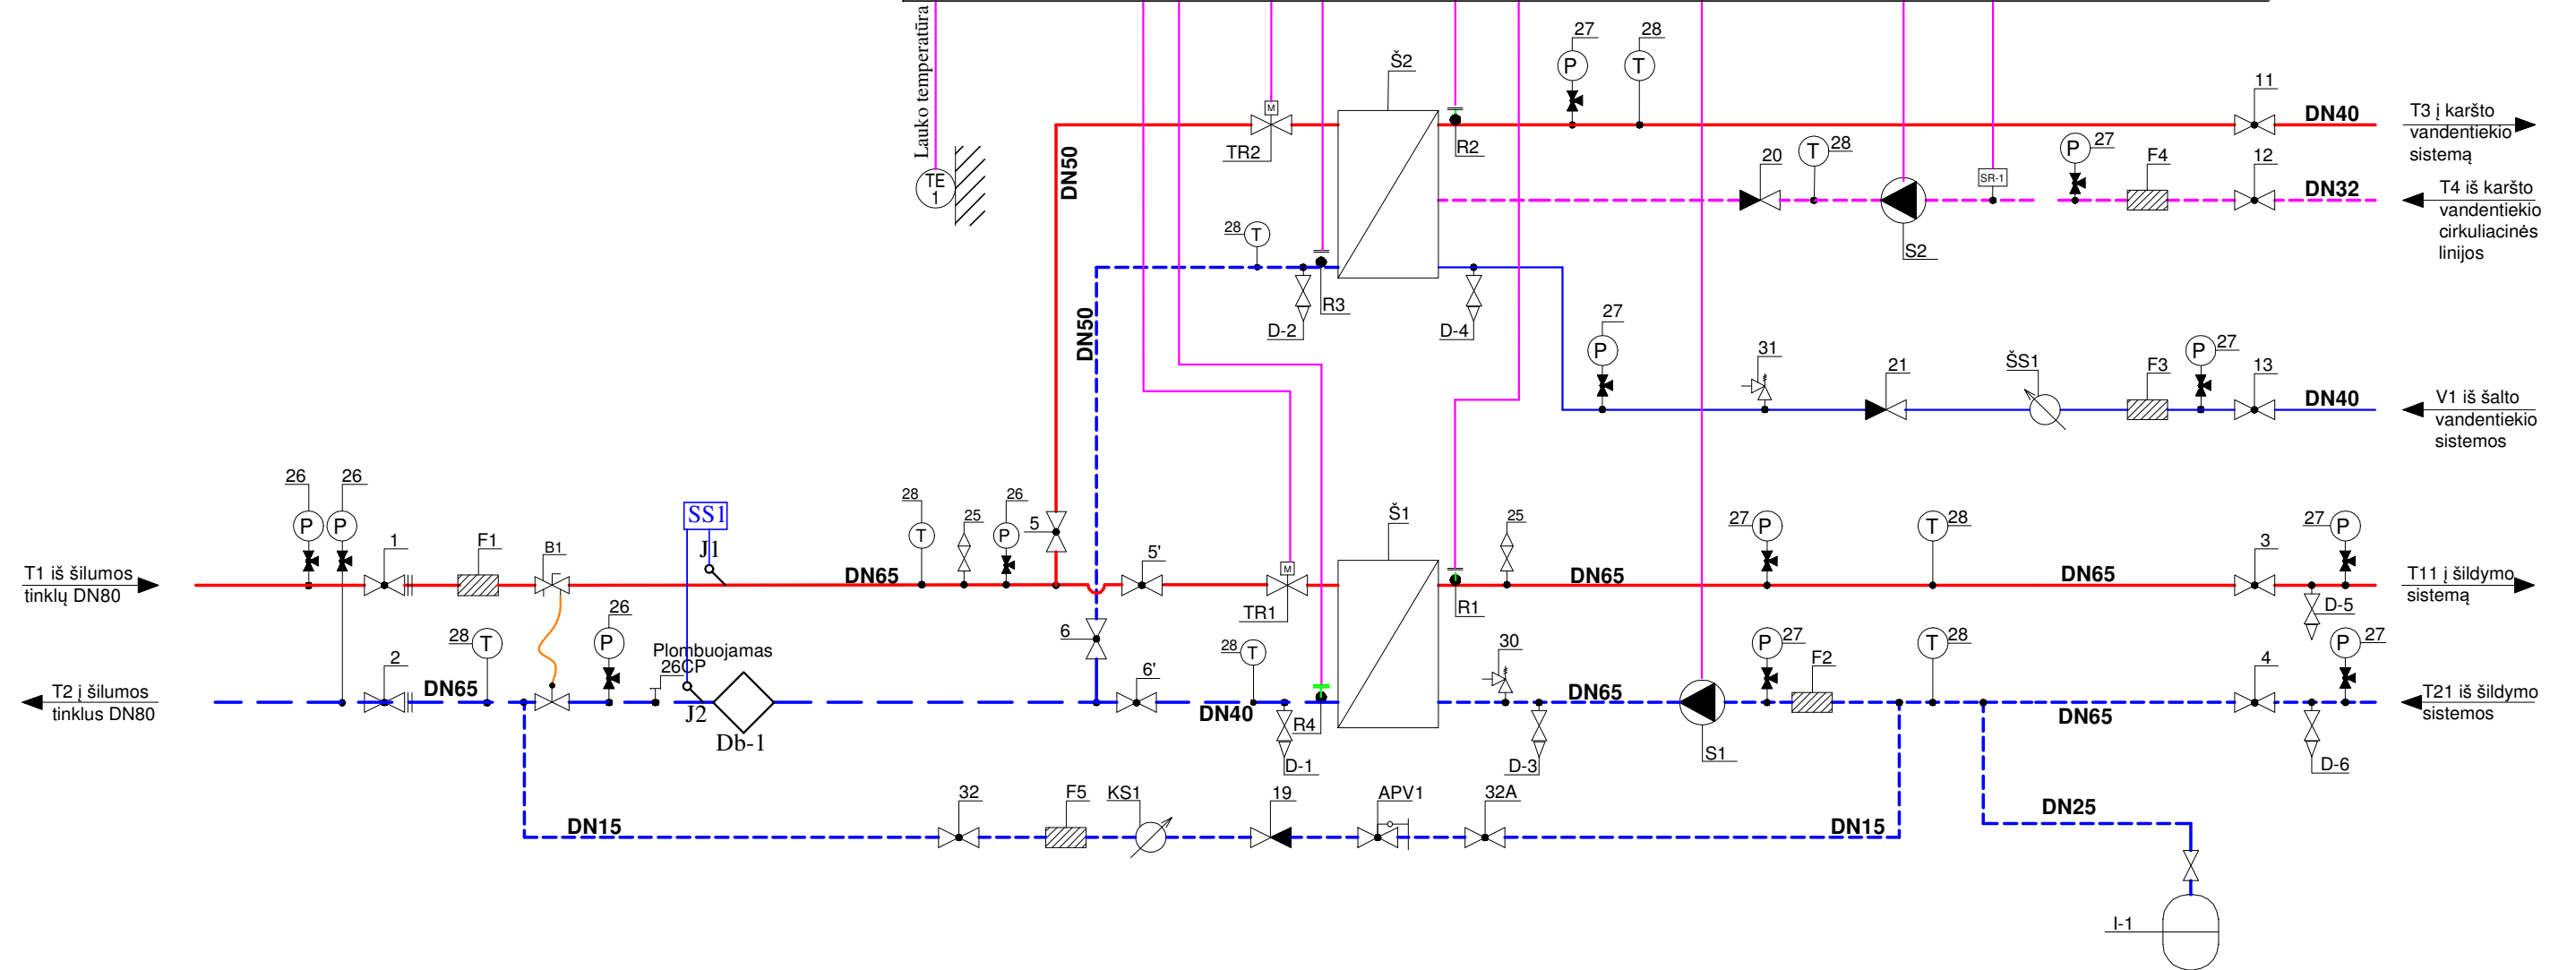 Lauko temperatūra
TE
1
M
TR2
DN50
Š2
27
P
28
T
R2
11
DN40
T3 į karšto
vandentiekio
sistemą
20
T
28
S2
SR-1
P
27
F4
12
DN32
T4 iš karšto
vandentiekio
cirkuliacinės
linijos
28
T
R3
D-2
D-4
DN50
27
P
31
21
ŠS1
F3
P
27
13
DN40
V1 iš šalto
vandentiekio
sistemos
26
P
26
P
1
F1
B1
SS1
J1
DN65
28
T
25
26
P
5
5'
M
TR1
Š1
R1
25
DN65
27
P
T
28
DN65
3
27
P
D-5
T1 iš šilumos
tinklų DN80
T11 į šildymo
sistemą
2
DN65
28
T
26
P
Plombuojamas
26CP
J2
Db-1
6
6'
DN40
28
T
R4
D-1
30
D-3
DN65
S1
P
27
F2
T
28
DN65
4
P
27
D-6
T2 į šilumos
tinklus DN80
T21 iš šildymo
sistemos
DN15
32
F5
KS1
19
APV1
32A
DN15
DN25
I-1